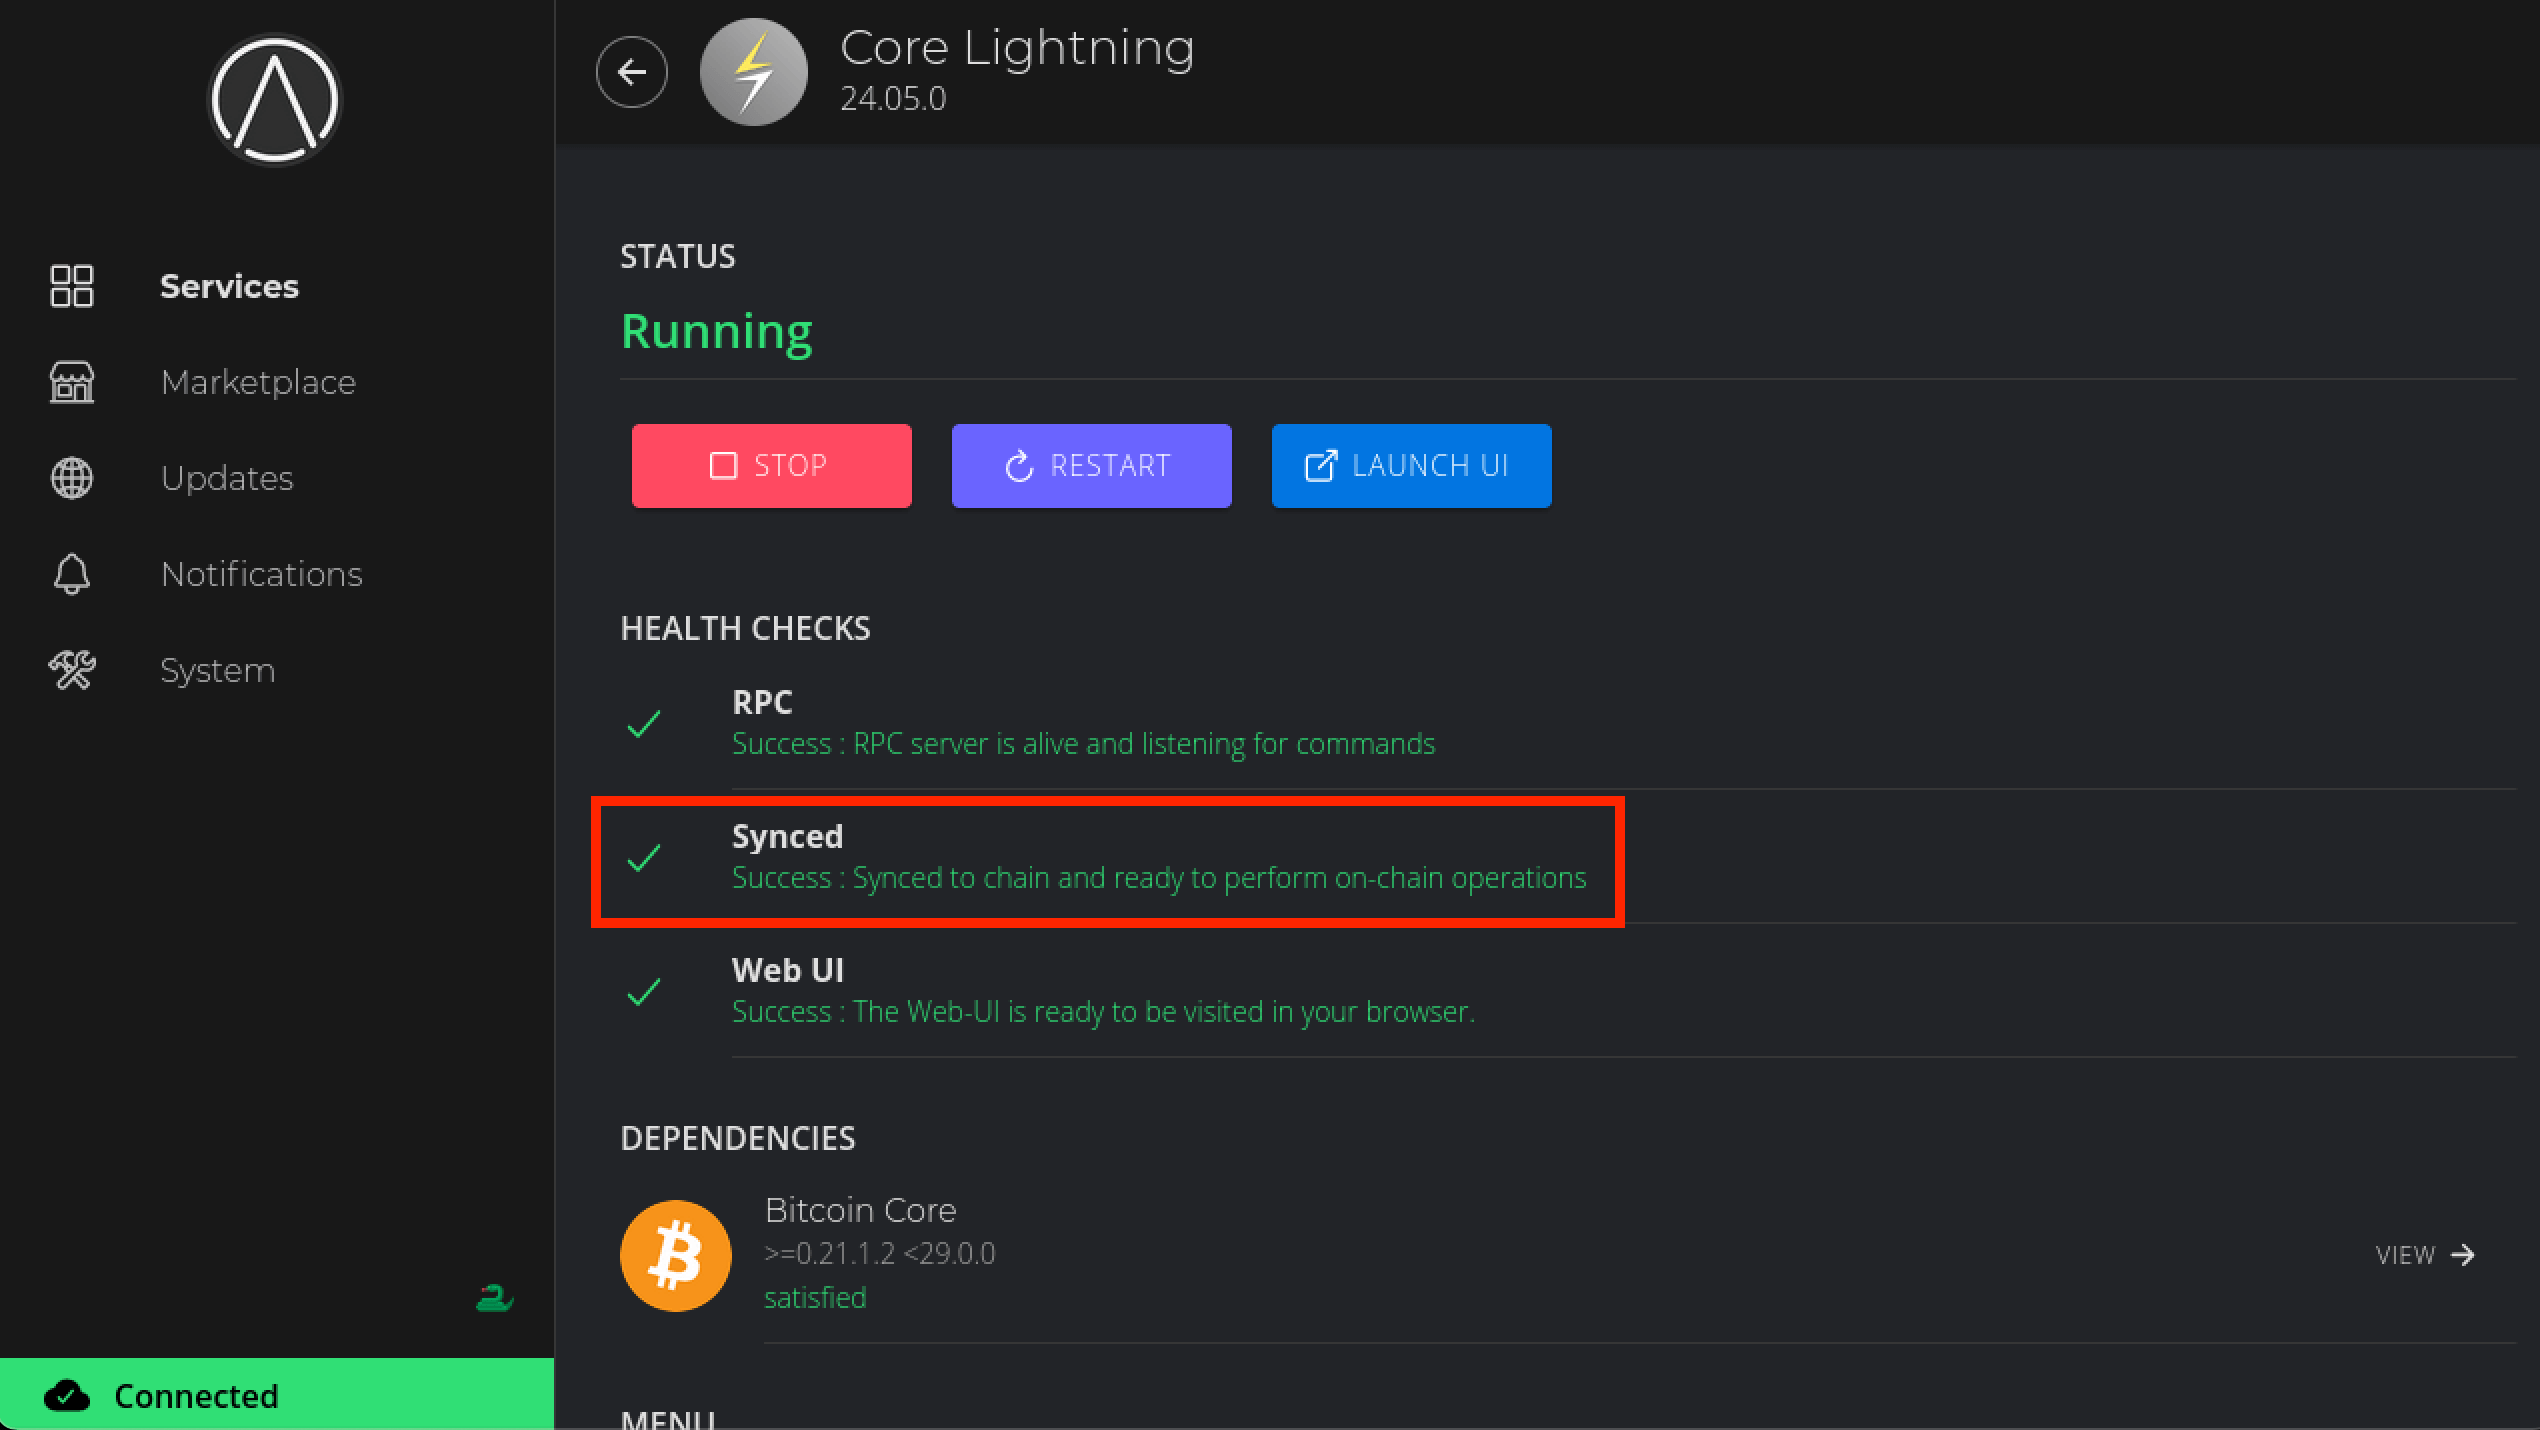 Core Lightning
24.05.0
Services
Marketplace
Updates
Notifications
System
Connected
STATUS
Running
STOP
RESTART
LAUNCH UI
HEALTH CHECKS
RPC
Success : RPC server is alive and listening for commands
Synced
Success : Synced to chain and ready to perform on-chain operations
Web UI
Success : The Web-UI is ready to be visited in your browser.
DEPENDENCIES
Bitcoin Core
>=0.21.1.2 <29.0.0
satisfied
VIEW
MENU